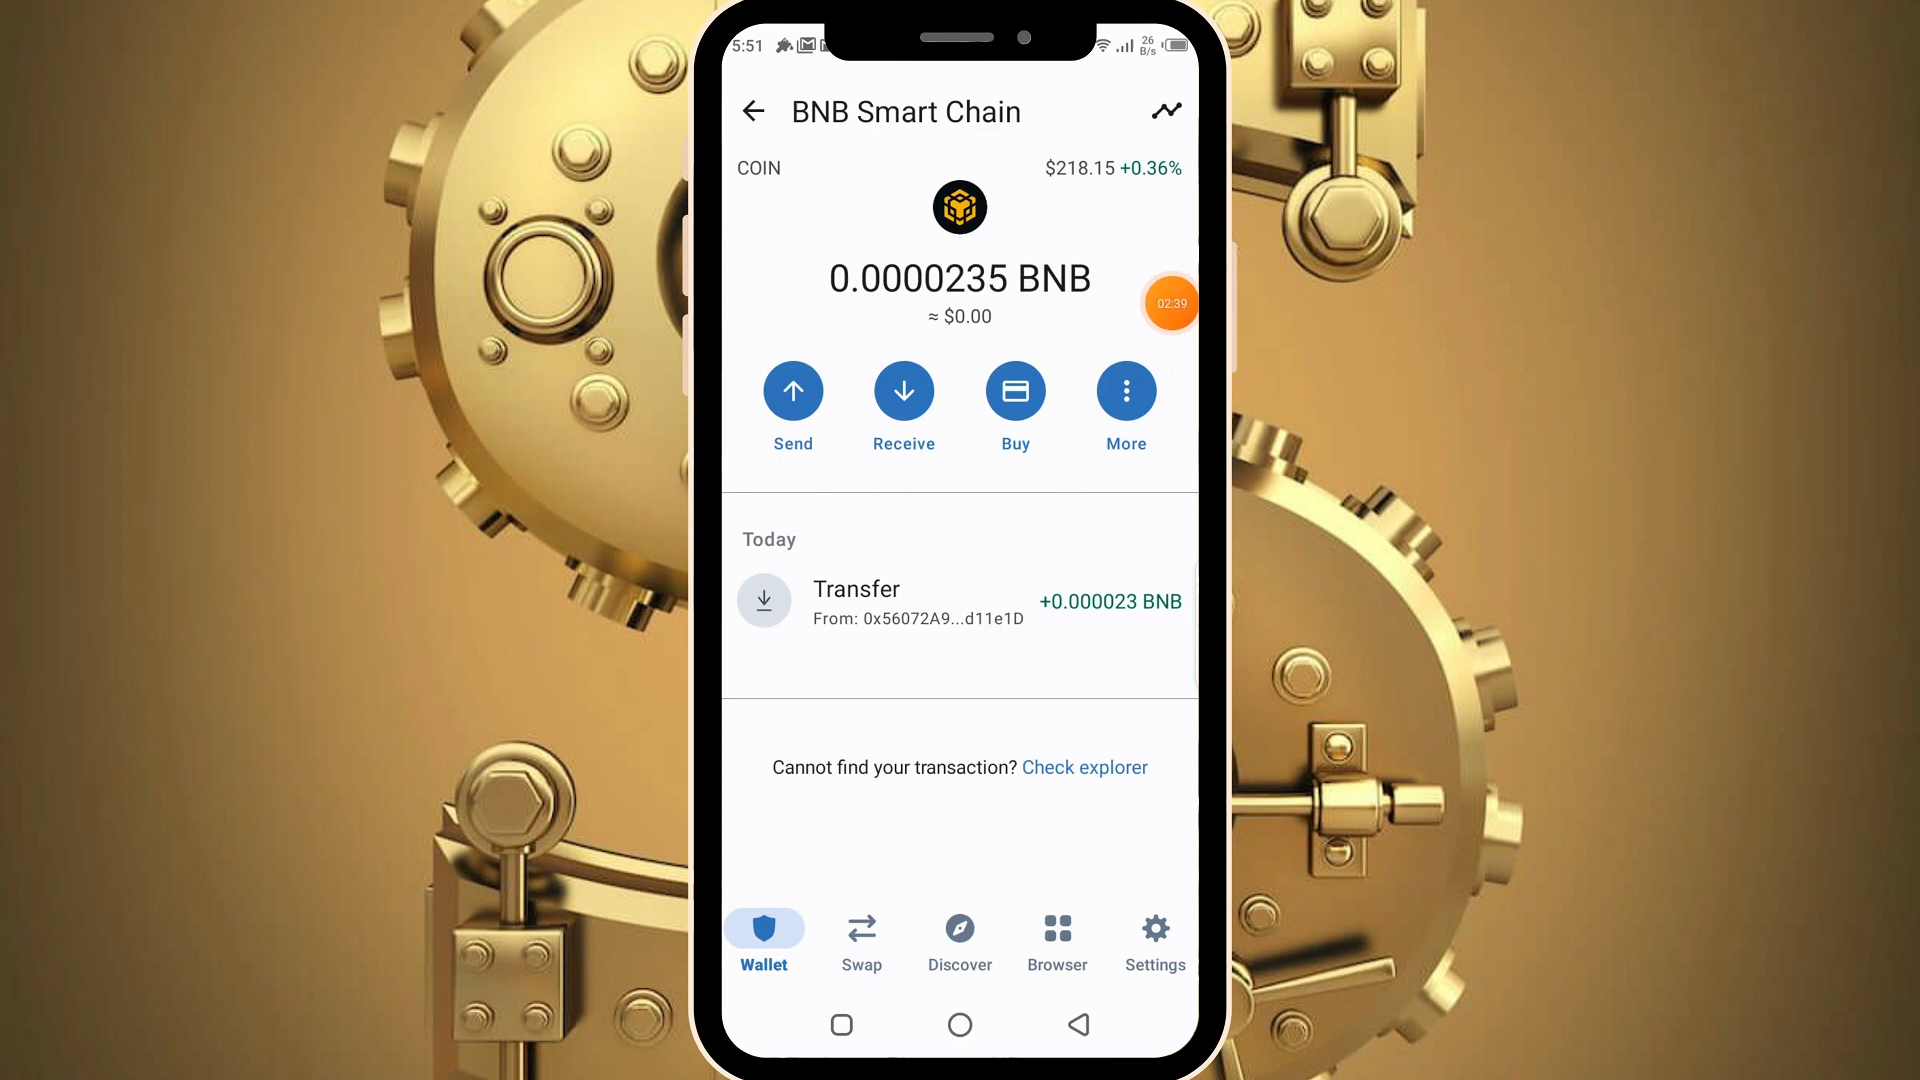 5:51
26
B/s
BNB Smart Chain
COIN
$218.15 +0.36%
0.0000235 BNB
≈ $0.00
02:39
Send
Receive
Buy
More
Today
Transfer
+0.000023 BNB
From: 0x56072A9...d11e1D
Cannot find your transaction? Check explorer
Wallet
Swap
Discover
Browser
Settings